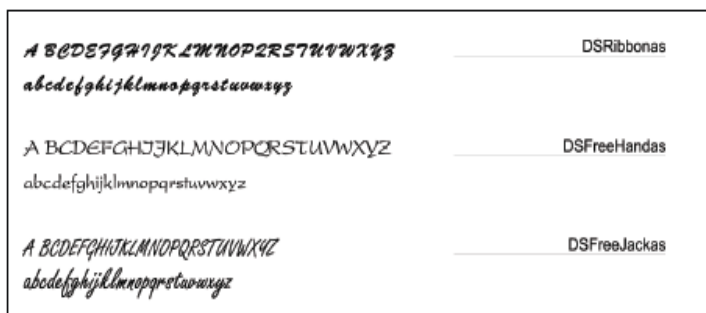 A BCDEFGHIJKLMNOPQRSTUVWXYZ DSRibbonas
abcdefghijklmnopqrstuvwxyz
A BCDEFGHIJKLMNOPQRSTUVWXYZ DSFreeHandas
abcdefghijklmnopqrstuvwxyz
A BCDEFGHIJKLMNOPQRSTUVWXYZ DSFreeJackas
abcdefghijklmnopqrstuvwxyz